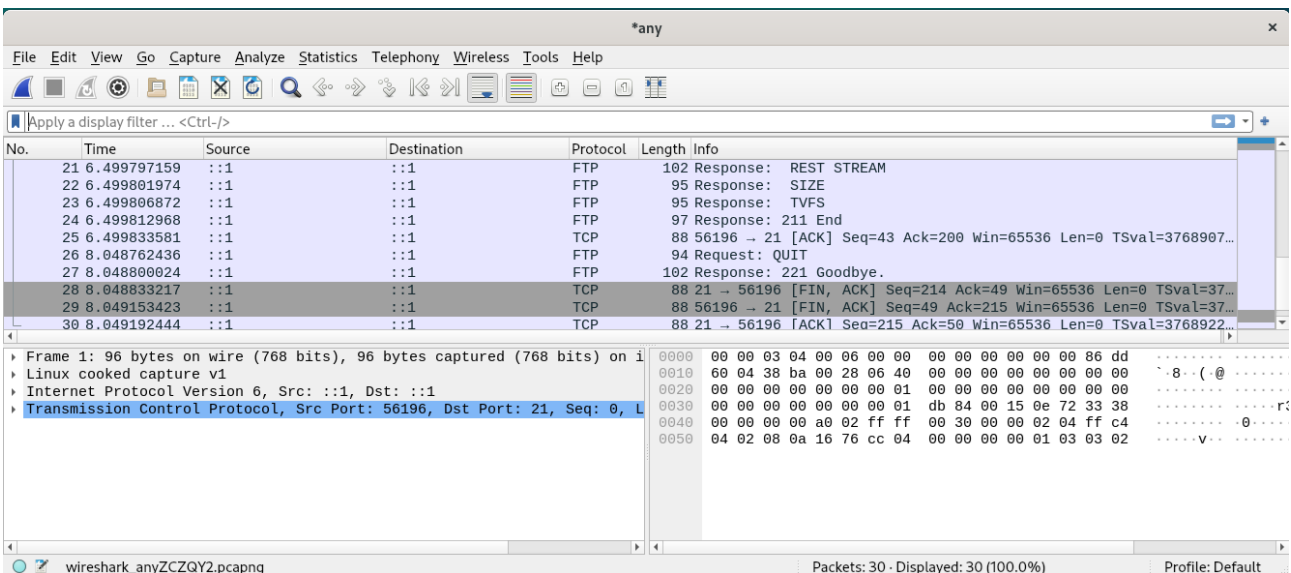 *any ×
File Edit View Go Capture Analyze Statistics Telephony Wireless Tools Help
Apply a display filter ... <Ctrl-/>
No. Time Source Destination Protocol Length Info
21 6.499797159 ::1 ::1 FTP 102 Response: REST STREAM
22 6.499801974 ::1 ::1 FTP 95 Response: SIZE
23 6.499806872 ::1 ::1 FTP 95 Response: TVFS
24 6.499812968 ::1 ::1 FTP 97 Response: 211 End
25 6.499833581 ::1 ::1 TCP 88 56196 → 21 [ACK] Seq=43 Ack=200 Win=65536 Len=0 TSval=3768907…
26 8.048762436 ::1 ::1 FTP 94 Request: QUIT
27 8.048800024 ::1 ::1 FTP 102 Response: 221 Goodbye.
28 8.048833217 ::1 ::1 TCP 88 21 → 56196 [FIN, ACK] Seq=214 Ack=49 Win=65536 Len=0 TSval=37…
29 8.049153423 ::1 ::1 TCP 88 56196 → 21 [FIN, ACK] Seq=49 Ack=215 Win=65536 Len=0 TSval=37…
30 8.049192444 ::1 ::1 TCP 88 21 → 56196 [ACK] Seq=215 Ack=50 Win=65536 Len=0 TSval=3768922…
Frame 1: 96 bytes on wire (768 bits), 96 bytes captured (768 bits) on i
Linux cooked capture v1
Internet Protocol Version 6, Src: ::1, Dst: ::1
Transmission Control Protocol, Src Port: 56196, Dst Port: 21, Seq: 0, L
0000 00 00 03 04 00 06 00 00 00 00 00 00 00 00 86 dd ········ ·······
0010 60 04 38 ba 00 28 06 40 00 00 00 00 00 00 00 00 `·8··(·@ ·······
0020 00 00 00 00 00 00 00 01 00 00 00 00 00 00 00 00 ········ ·······
0030 00 00 00 00 00 00 00 01 db 84 00 15 0e 72 33 38 ········ ·····r3
0040 00 00 00 00 a0 02 ff ff 00 30 00 00 02 04 ff c4 ········ ·0·····
0050 04 02 08 0a 16 76 cc 04 00 00 00 00 01 03 03 02 ·····v·· ·······
wireshark_anyZCZQY2.pcapng Packets: 30 · Displayed: 30 (100.0%) Profile: Default